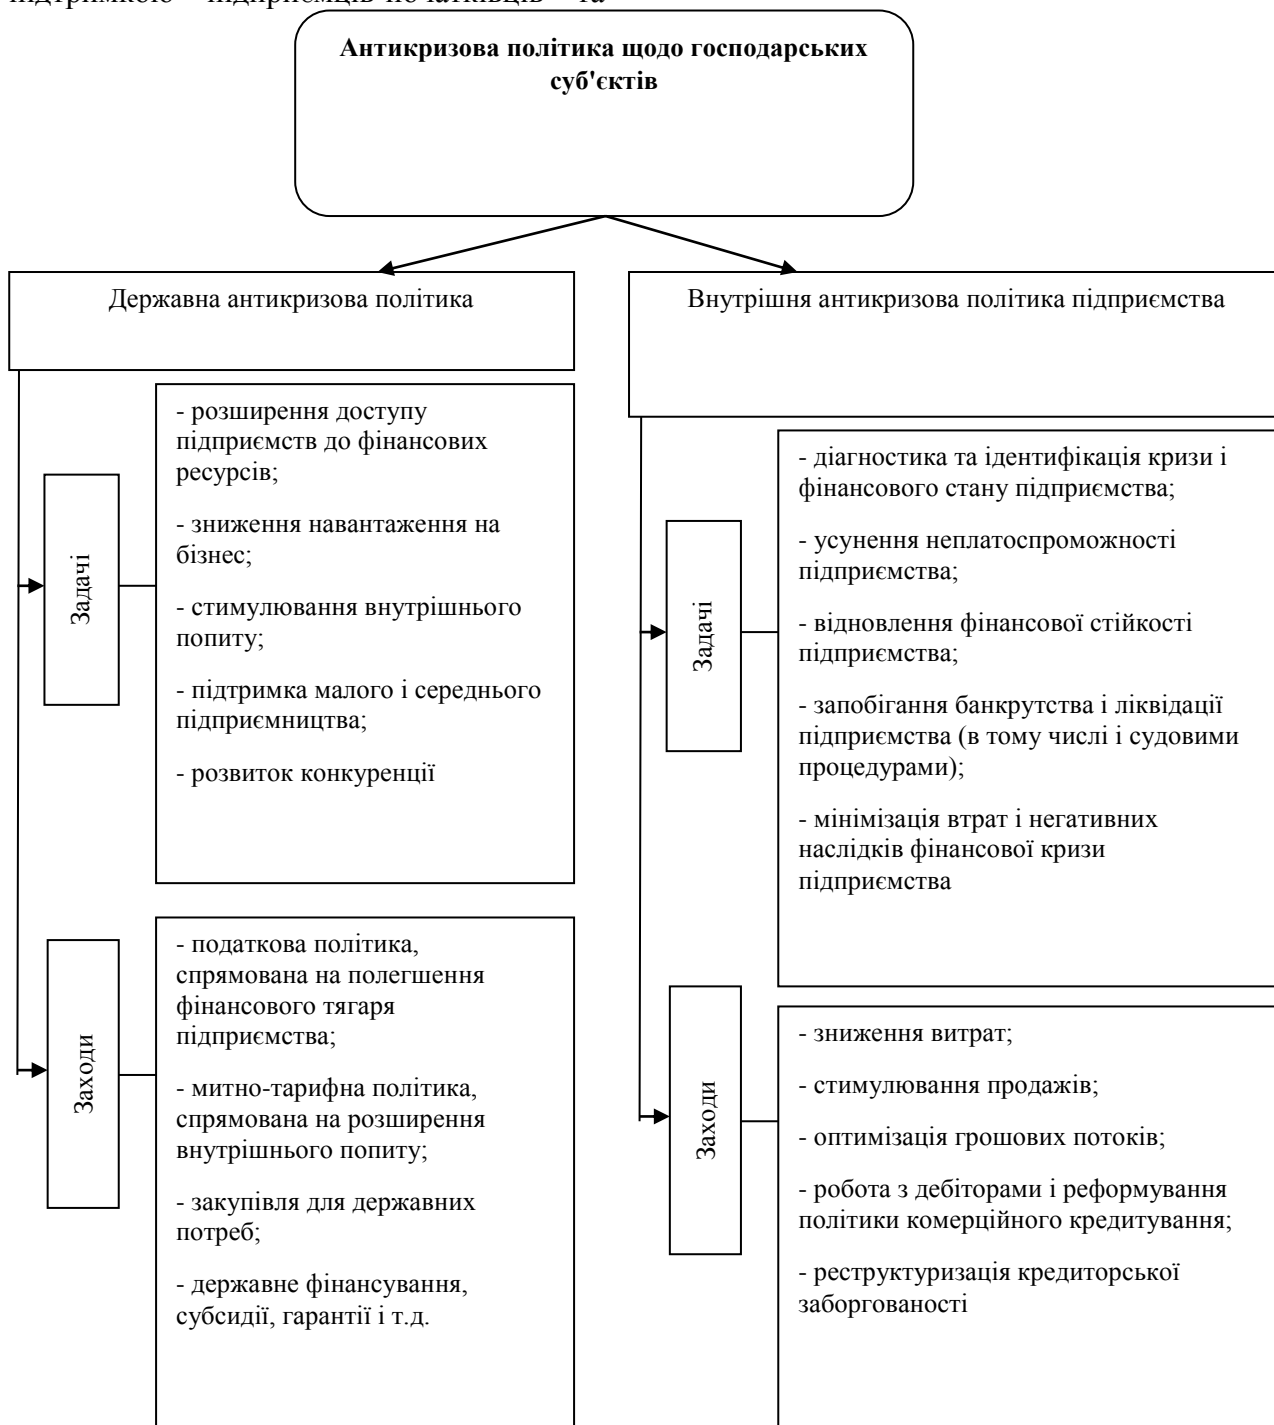 підтримкою підприємців-початківців та
Антикризова політика щодо господарських
суб'єктів
Державна антикризова політика
Задачі
- розширення доступу
підприємств до фінансових
ресурсів;
- зниження навантаження на
бізнес;
- стимулювання внутрішнього
попиту;
- підтримка малого і середнього
підприємництва;
- розвиток конкуренції
Заходи
- податкова політика,
спрямована на полегшення
фінансового тягаря
підприємства;
- митно-тарифна політика,
спрямована на розширення
внутрішнього попиту;
- закупівля для державних
потреб;
- державне фінансування,
субсидії, гарантії і т.д.
Внутрішня антикризова політика підприємства
Задачі
- діагностика та ідентифікація кризи і
фінансового стану підприємства;
- усунення неплатоспроможності
підприємства;
- відновлення фінансової стійкості
підприємства;
- запобігання банкрутства і ліквідації
підприємства (в тому числі і судовими
процедурами);
- мінімізація втрат і негативних
наслідків фінансової кризи
підприємства
Заходи
- зниження витрат;
- стимулювання продажів;
- оптимізація грошових потоків;
- робота з дебіторами і реформування
політики комерційного кредитування;
- реструктуризація кредиторської
заборгованості